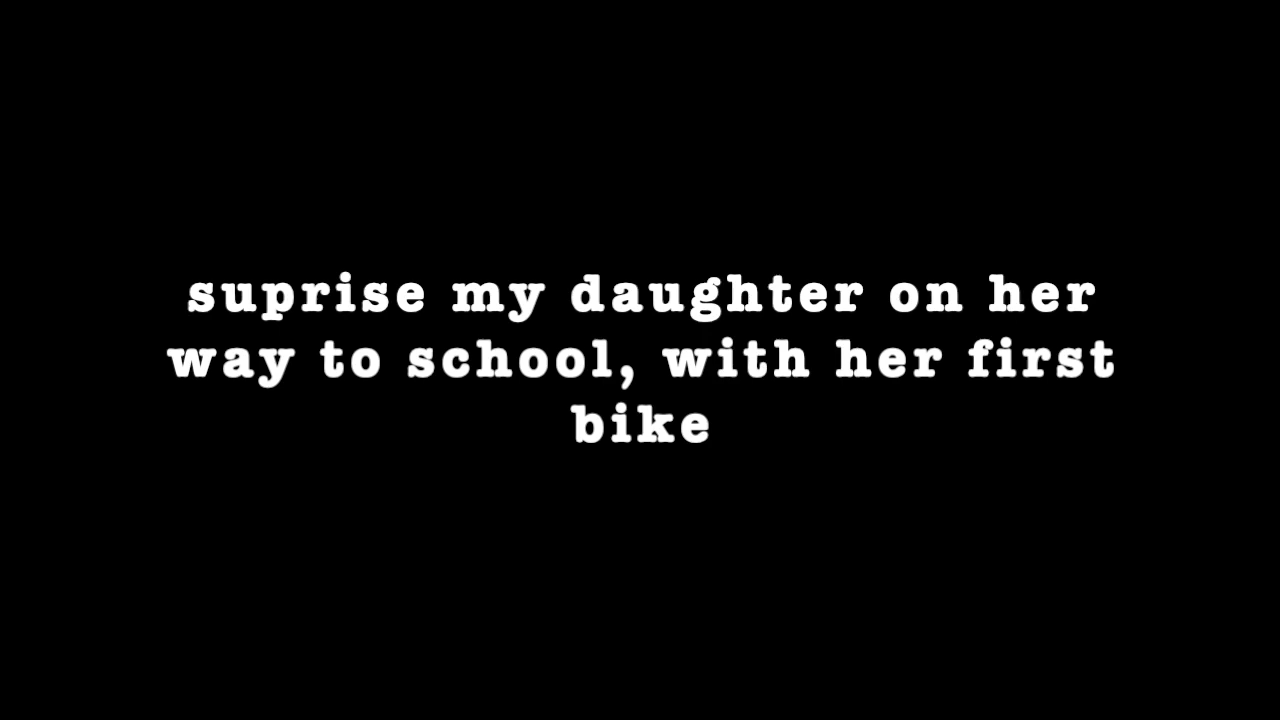 suprise my daughter on her
way to school, with her first
bike